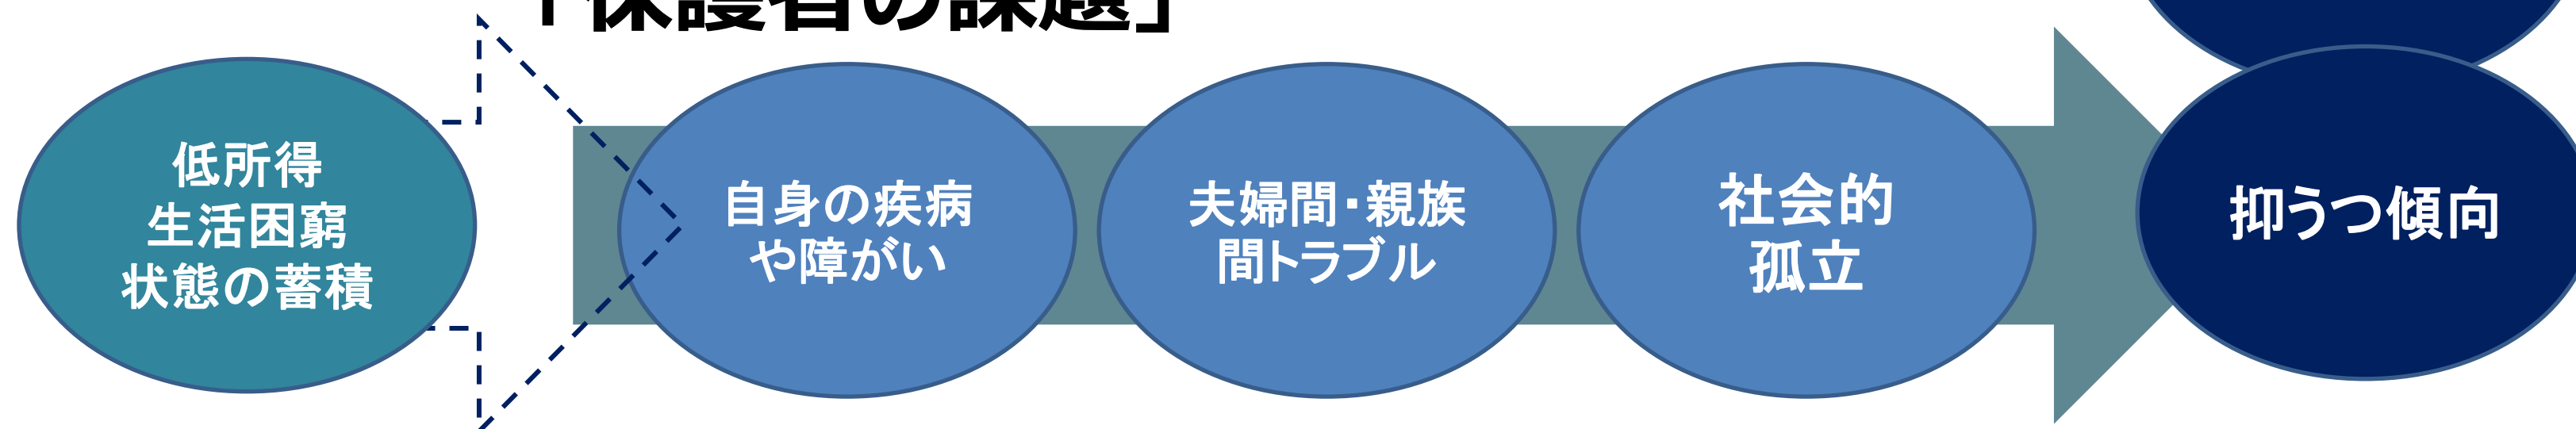 「保護者の課題」
低所得
生活困窮
状態の蓄積
自身の疾病
や障がい
夫婦間・親族
間トラブル
社会的
孤立
抑うつ傾向